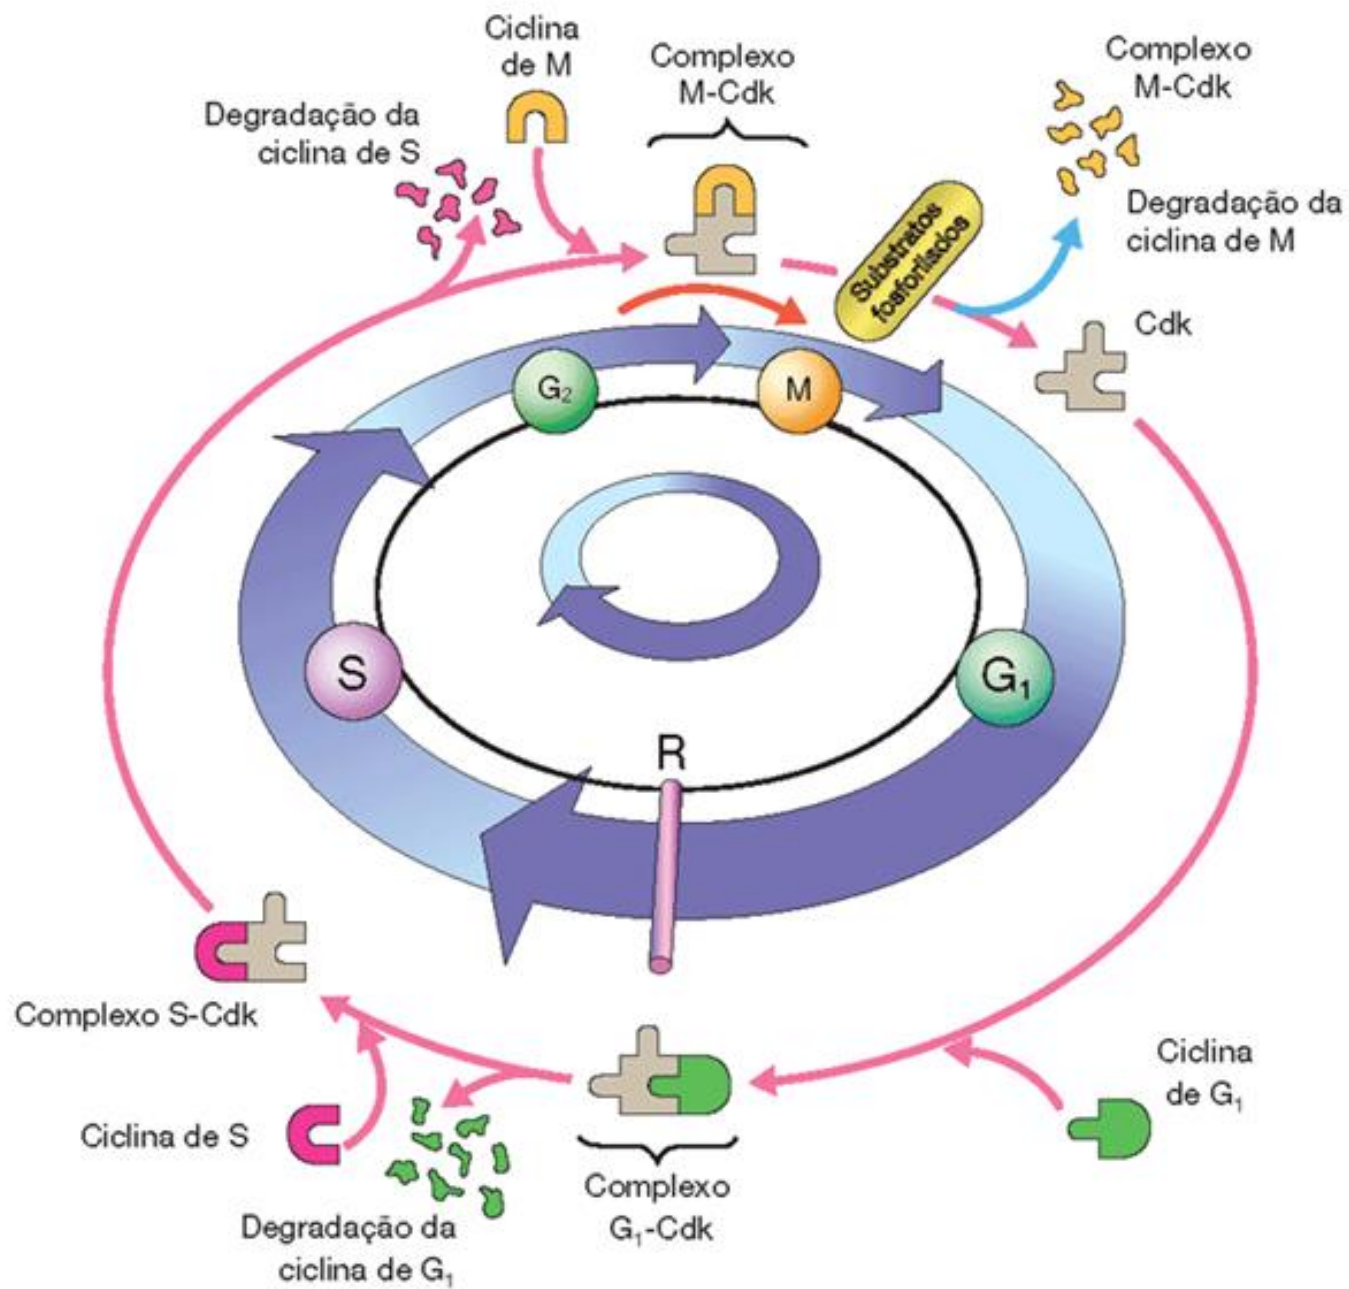 Ciclina
de M
Complexo
M-Cdk
Complexo
M-Cdk
Degradação da
ciclina de S
Degradação da
ciclina de M
Substratos
fosforilados
Cdk
G₂
M
S
G₁
R
Complexo S-Cdk
Ciclina
de G₁
Ciclina de S
Complexo
G₁-Cdk
Degradação da
ciclina de G₁